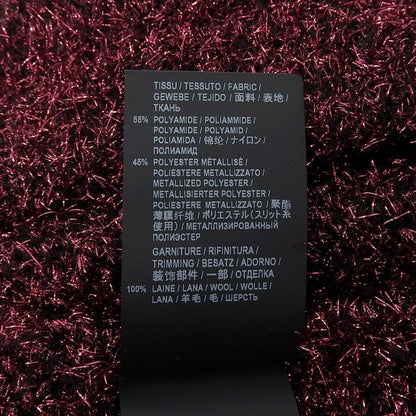 TISSU / TESSUTO / FABRIC /
GEWEBE / TEJIDO / 面料 / 表地 /
ТКАНЬ
55% POLYAMIDE / POLIAMMIDE /
POLYAMIDE / POLYAMID /
POLIAMIDA / 锦纶 / ナイロン /
ПОЛИАМИД
45% POLYESTER MÉTALLISÉ /
POLIESTERE METALLIZZATO /
METALLIZED POLYESTER /
METALLISIERTER POLYESTER /
POLIESTERE METALLIZZATO / 聚酯
薄膜纤维 / ポリエステル(スリット糸
使用) / МЕТАЛЛИЗИРОВАННЫЙ
ПОЛИЭСТЕР
GARNITURE / RIFINITURA /
TRIMMING / BESATZ / ADORNO /
装饰部件 / 一部 / ОТДЕЛКА
100% LAINE / LANA / WOOL / WOLLE /
LANA / 羊毛 / 毛 / ШЕРСТЬ